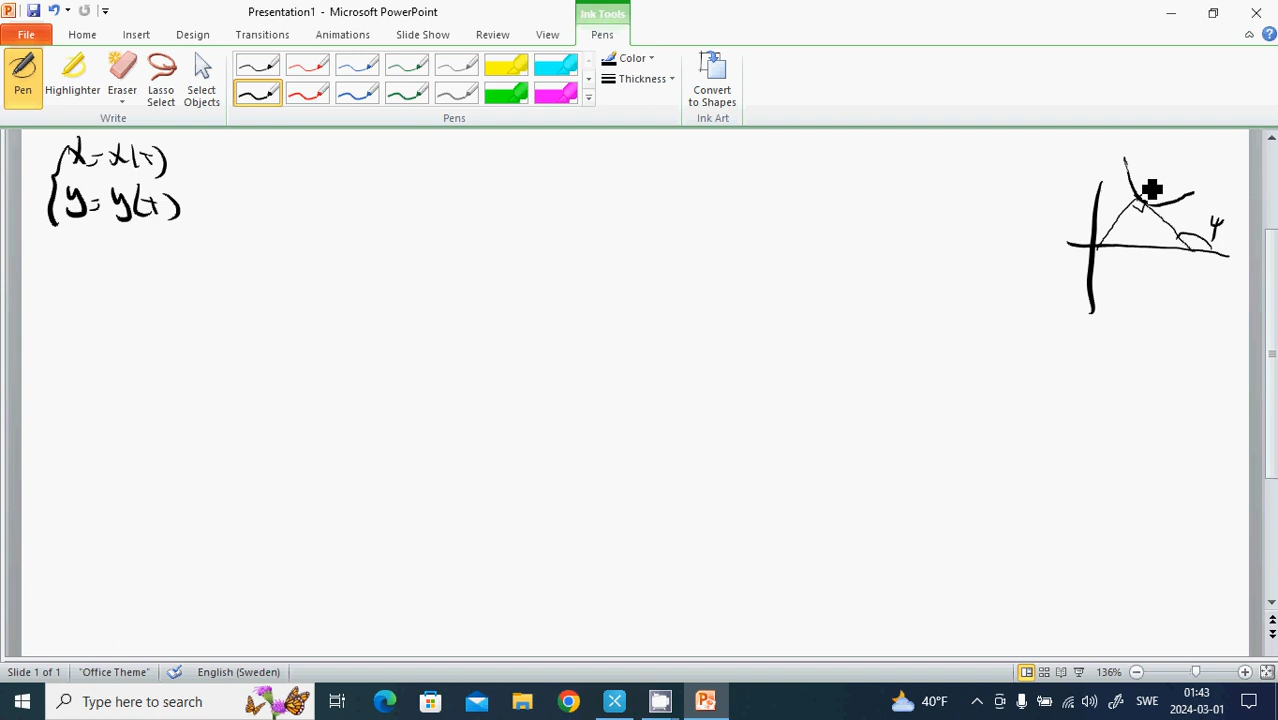 Presentation1 - Microsoft PowerPoint
Ink Tools
File Home Insert Design Transitions Animations Slide Show Review View Pens
Pen Highlighter Eraser Lasso Select Select Objects
Color
Thickness
Convert to Shapes
Write Pens Ink Art
x = x(t)
y = y(t)
ψ
Slide 1 of 1 "Office Theme" English (Sweden) 136%
Type here to search 40°F SWE 01:43 2024-03-01